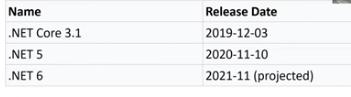 Name Release Date
.NET Core 3.1 2019-12-03
.NET 5 2020-11-10
.NET 6 2021-11 (projected)